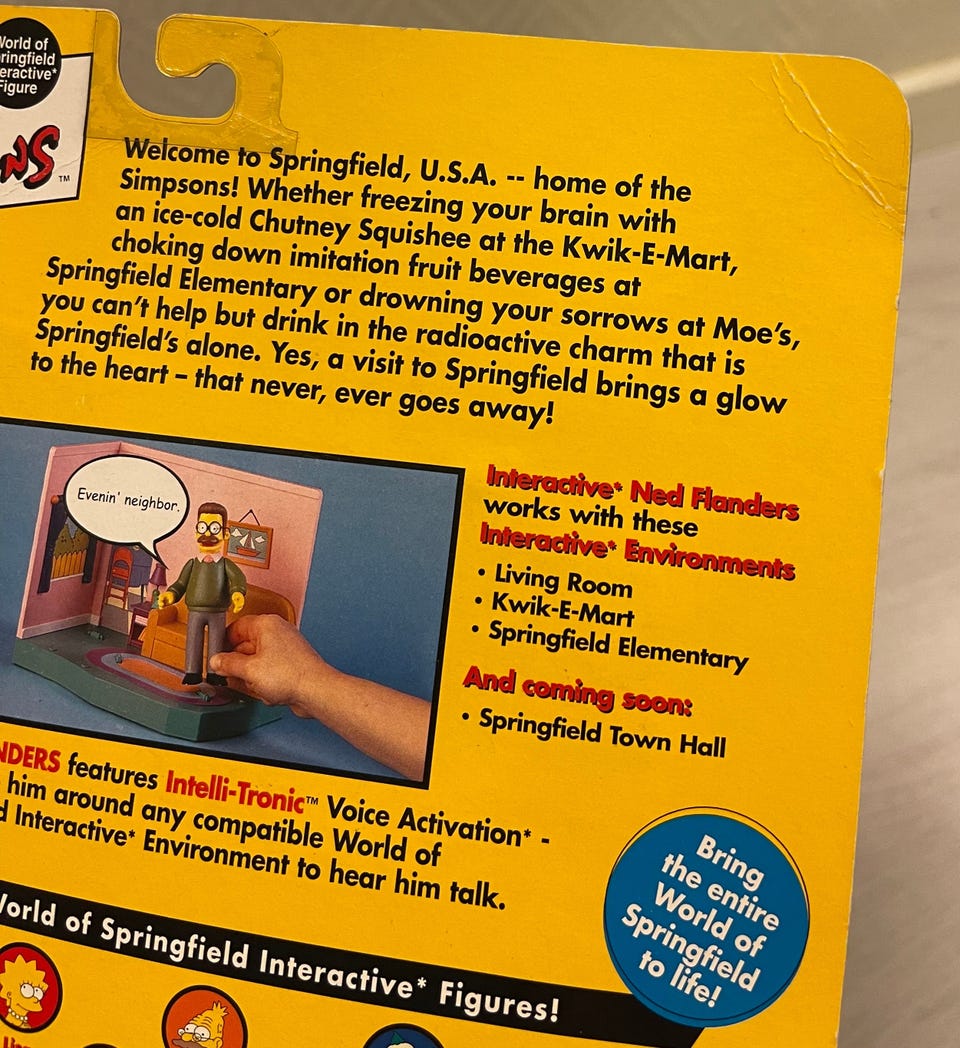 World of
Springfield
Interactive*
Figure
NS
TM
Welcome to Springfield, U.S.A. -- home of the
Simpsons! Whether freezing your brain with
an ice-cold Chutney Squishee at the Kwik-E-Mart,
choking down imitation fruit beverages at
Springfield Elementary or drowning your sorrows at Moe's,
you can't help but drink in the radioactive charm that is
Springfield's alone. Yes, a visit to Springfield brings a glow
to the heart – that never, ever goes away!
Evenin' neighbor.
Interactive* Ned Flanders
works with these
Interactive* Environments
• Living Room
• Kwik-E-Mart
• Springfield Elementary
And coming soon:
• Springfield Town Hall
NDERS features Intelli-Tronic™ Voice Activation* -
him around any compatible World of
d Interactive* Environment to hear him talk.
Bring
the entire
World of
Springfield
to life!
World of Springfield Interactive* Figures!